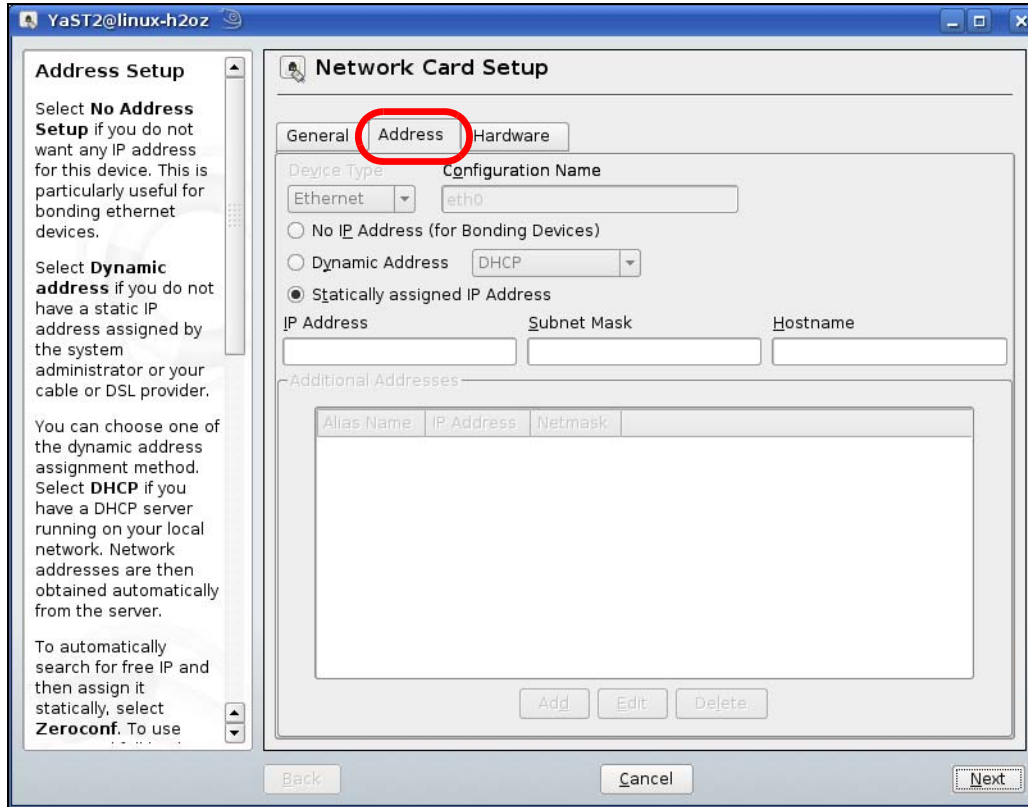 YaST2@linux-h2oz
Address Setup
Select No Address
Setup if you do not
want any IP address
for this device. This is
particularly useful for
bonding ethernet
devices.
Select Dynamic
address if you do not
have a static IP
address assigned by
the system
administrator or your
cable or DSL provider.
You can choose one of
the dynamic address
assignment method.
Select DHCP if you
have a DHCP server
running on your local
network. Network
addresses are then
obtained automatically
from the server.
To automatically
search for free IP and
then assign it
statically, select
Zeroconf. To use
Network Card Setup
General Address Hardware
Device Type Configuration Name
Ethernet eth0
No IP Address (for Bonding Devices)
Dynamic Address DHCP
Statically assigned IP Address
IP Address Subnet Mask Hostname
Additional Addresses
Alias Name IP Address Netmask
Add Edit Delete
Back Cancel Next